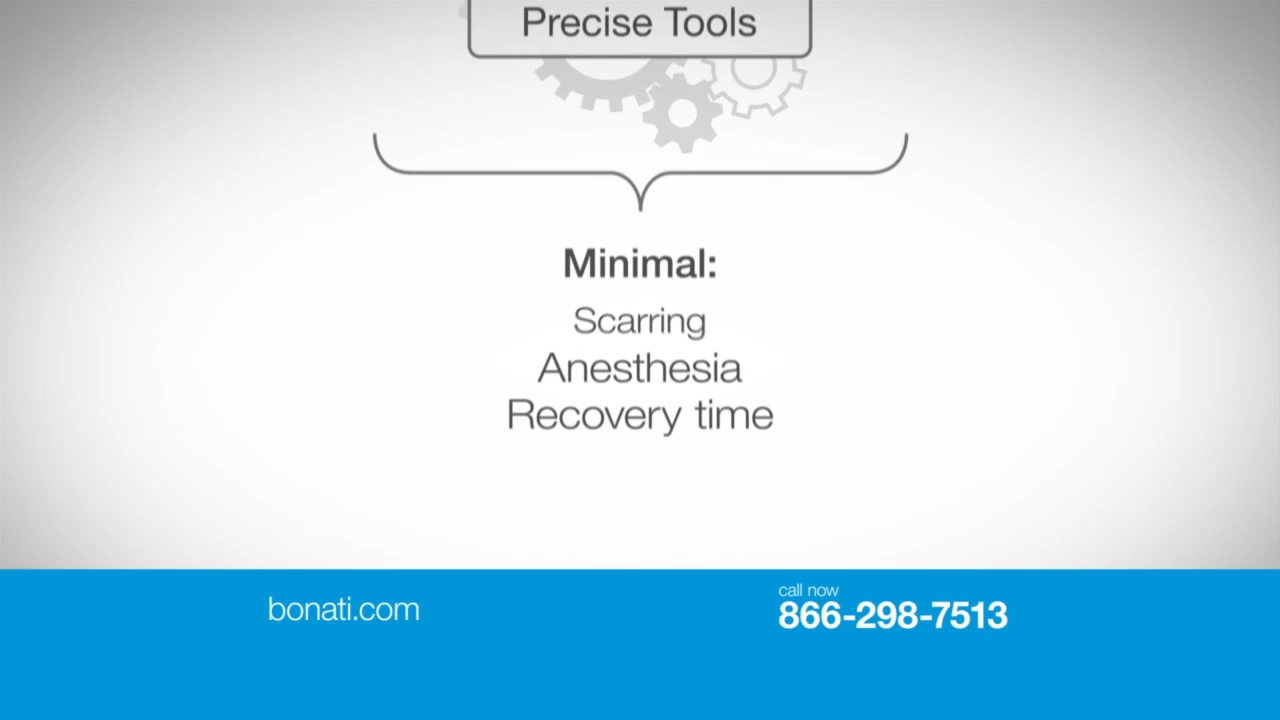 Precise Tools
Minimal:
Scarring
Anesthesia
Recovery time
bonati.com
call now
866-298-7513